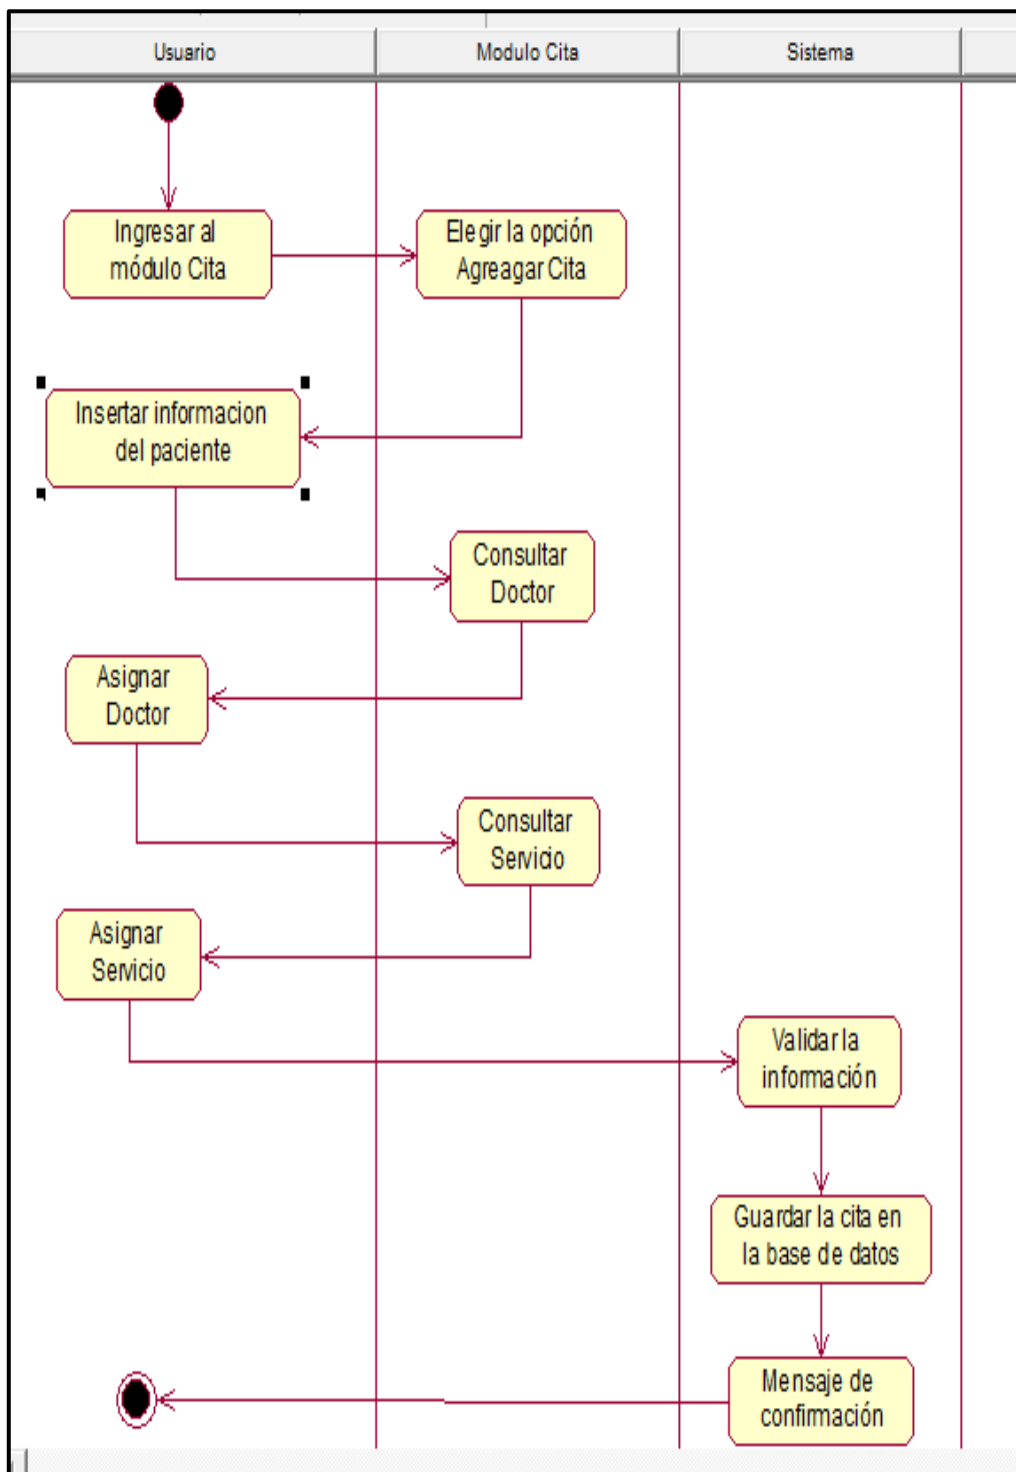 Usuario
Modulo Cita
Sistema
Ingresar al
módulo Cita
Elegir la opción
Agreagar Cita
Insertar informacion
del paciente
Consultar
Doctor
Asignar
Doctor
Consultar
Servicio
Asignar
Servicio
Validar la
información
Guardar la cita en
la base de datos
Mensaje de
confirmación